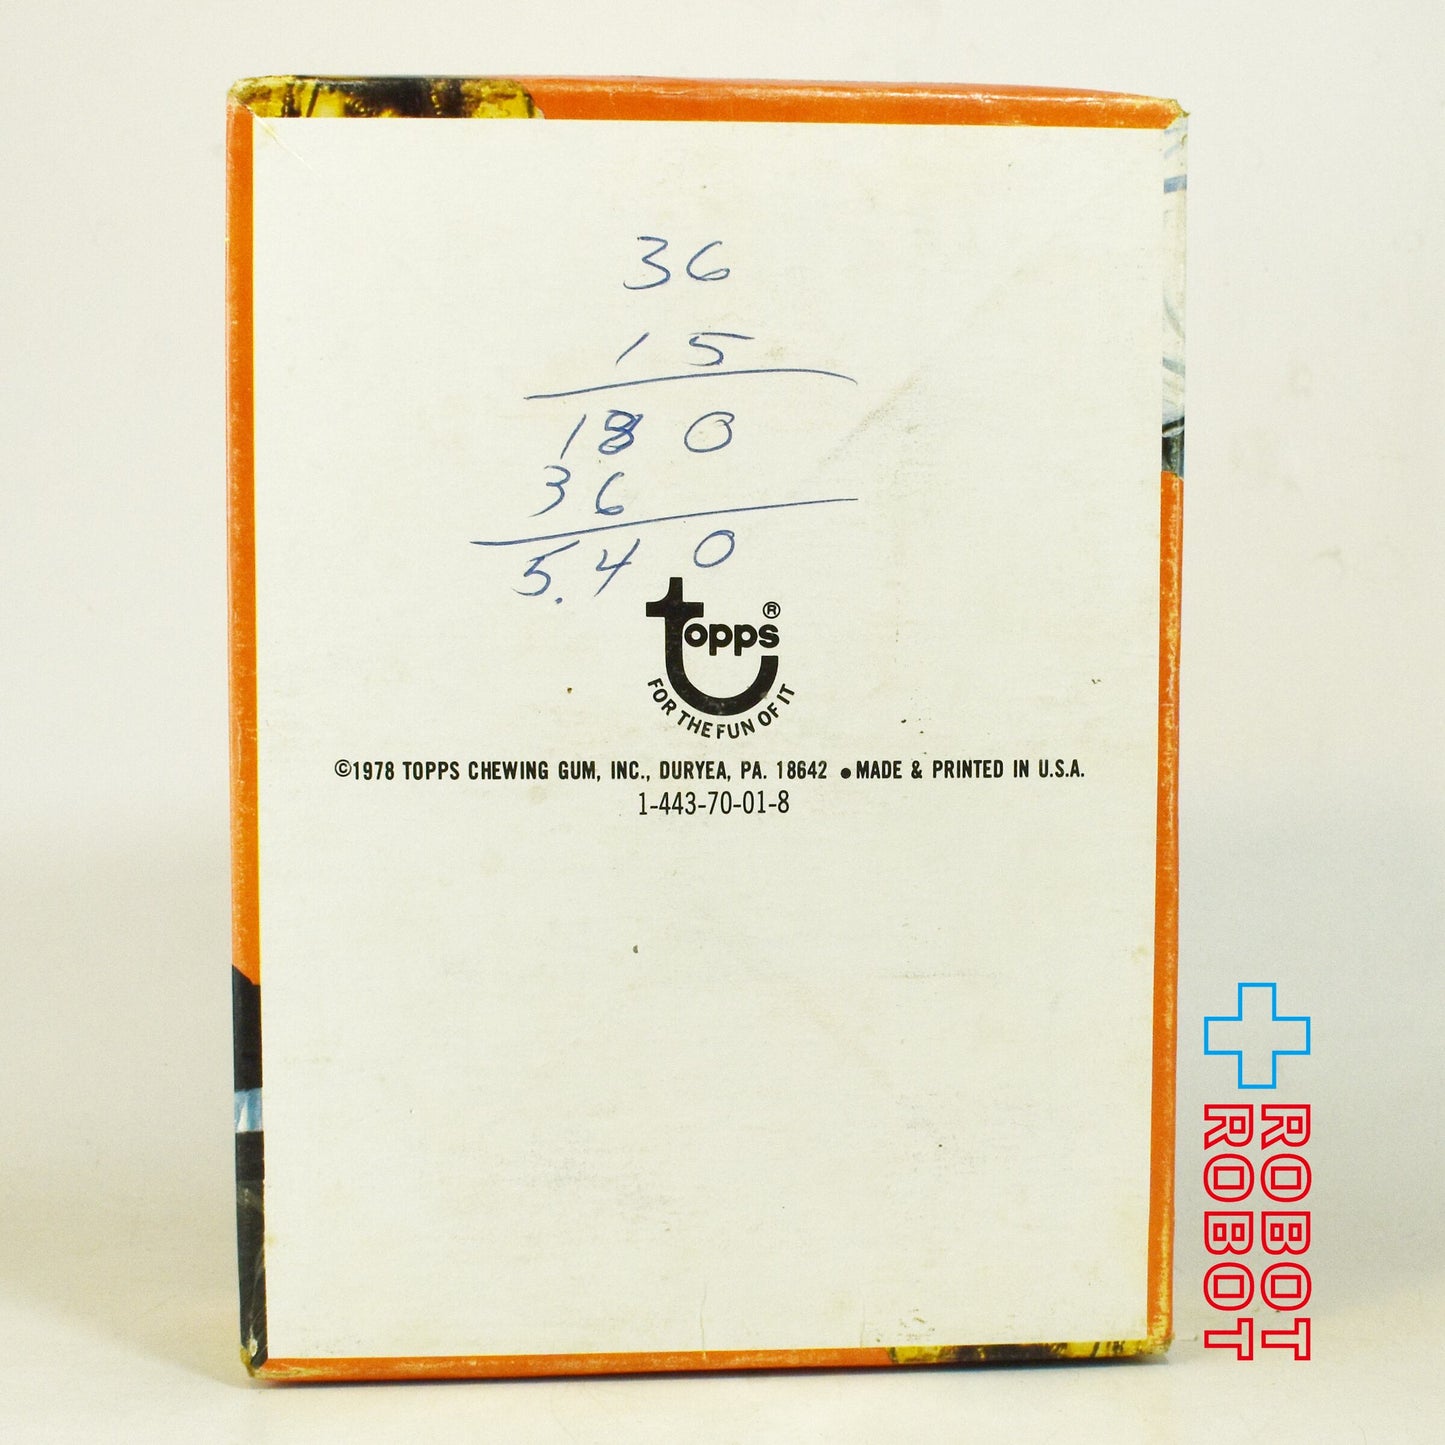 36
15
180
36
5.40
topps®
FOR THE FUN OF IT
©1978 TOPPS CHEWING GUM, INC., DURYEA, PA. 18642 ● MADE & PRINTED IN U.S.A.
1-443-70-01-8
ROBOT
ROBOT